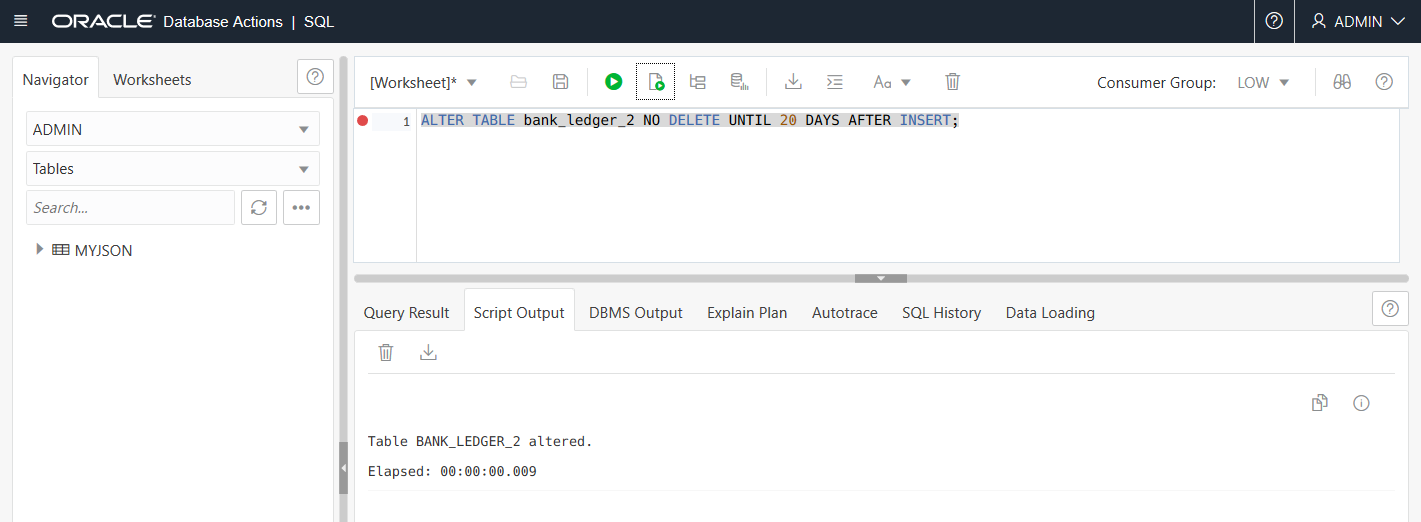 ORACLE Database Actions | SQL
ADMIN
Navigator
Worksheets
[Worksheet]*
Aa
Consumer Group:
LOW
ADMIN
Tables
Search...
MYJSON
1
ALTER TABLE bank_ledger_2 NO DELETE UNTIL 20 DAYS AFTER INSERT;
Query Result
Script Output
DBMS Output
Explain Plan
Autotrace
SQL History
Data Loading
Table BANK_LEDGER_2 altered.
Elapsed: 00:00:00.009